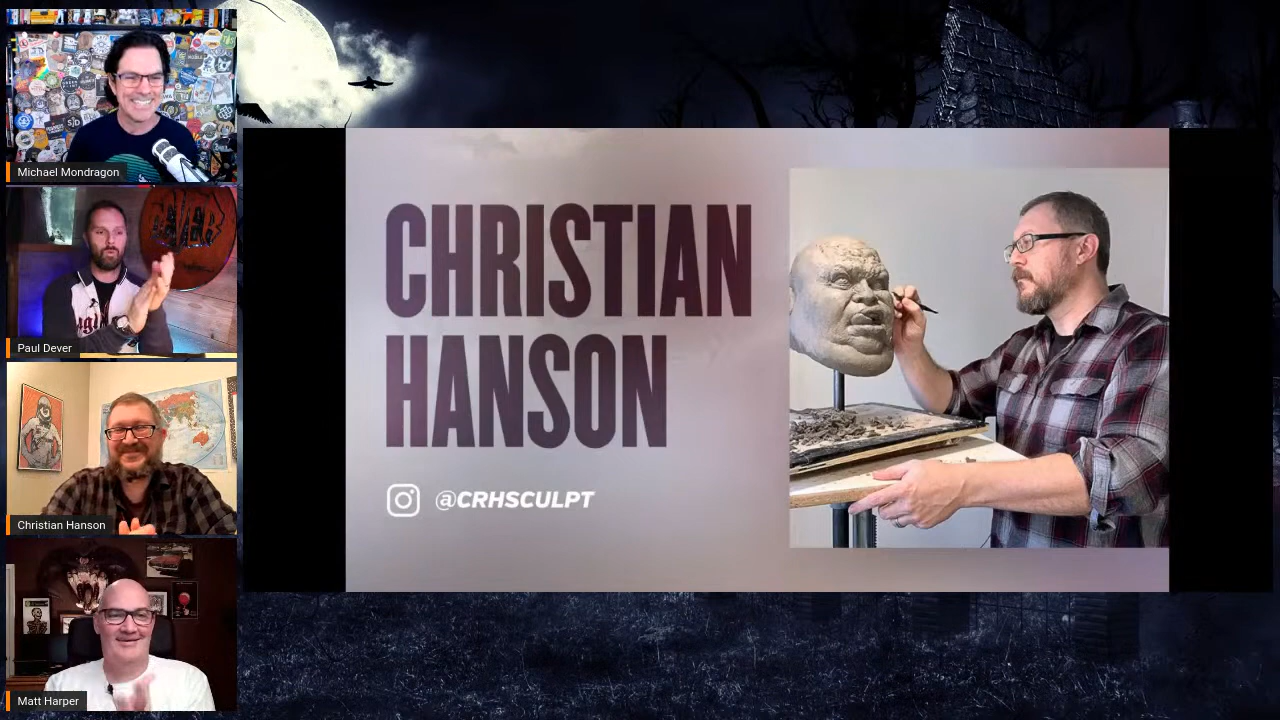 Michael Mondragon
Paul Dever
Christian Hanson
Matt Harper
CHRISTIAN
HANSON
@CRHSCULPT